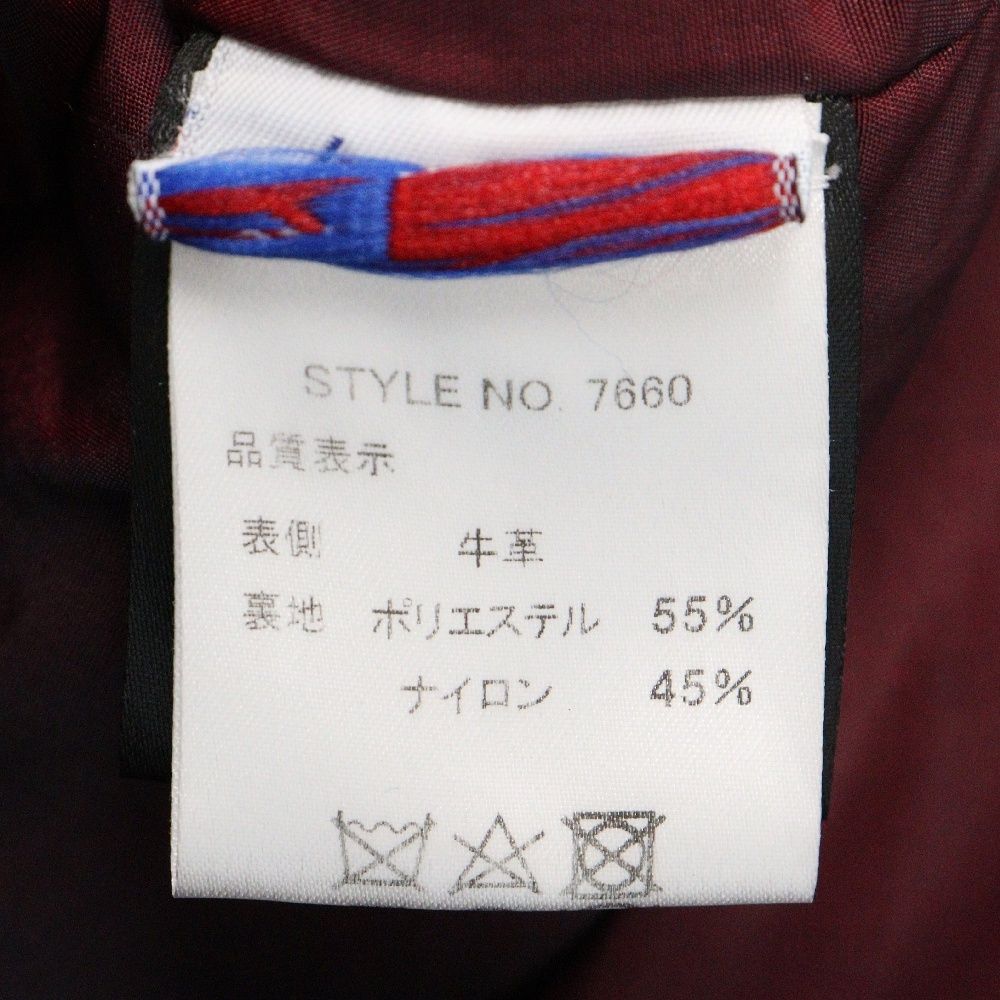 STYLE NO. 7660
品質表示
表側 牛革
裏地 ポリエステル 55%
ナイロン 45%